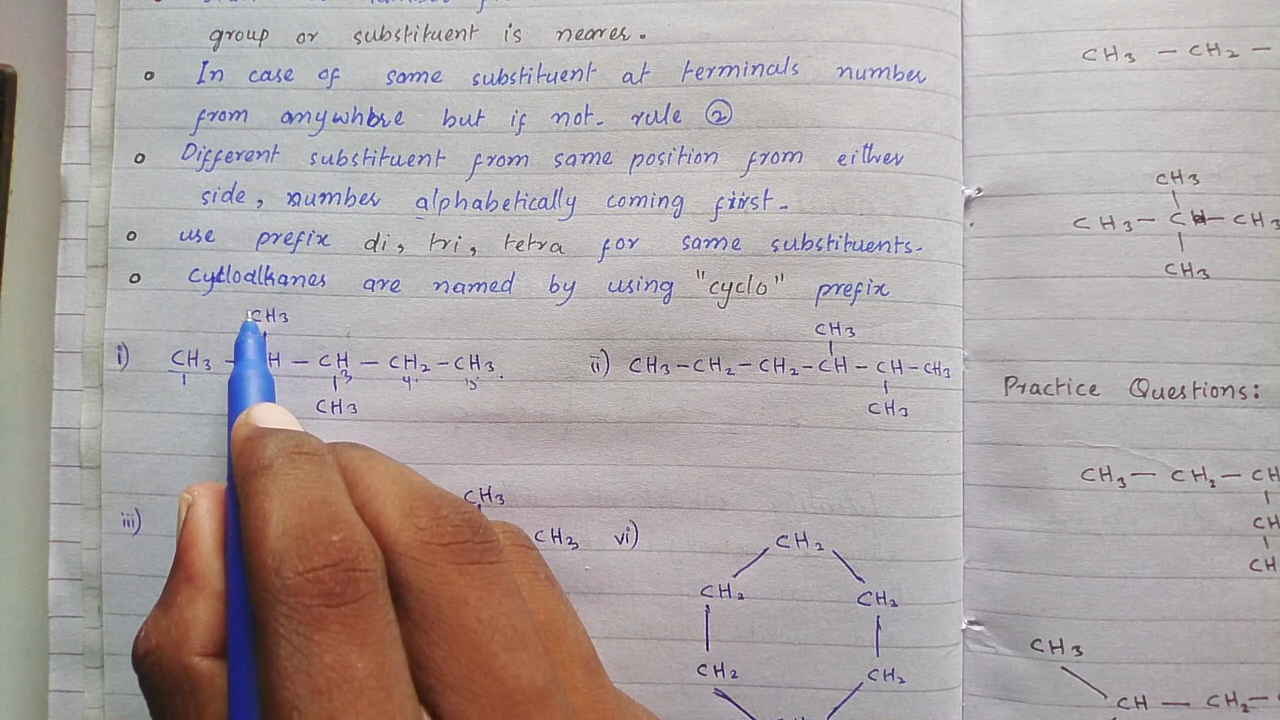 group or substituent is nearer.
o In case of same substituent at terminals number
from anywhere but if not. rule ②
o Different substituent from same position from either
side, number alphabetically coming first.
o use prefix di, tri, tetra for same substituents.
o Cycloalkanes are named by using "cyclo" prefix
CH3
i) CH3 — H — CH — CH2 — CH3.
1 3 4 5
CH3
CH3
ii) CH3-CH2-CH2-CH-CH-CH3
CH3
iii)
CH3
CH3
vi)
CH2
CH2 CH2
CH2 CH2
CH3 — CH2 —
CH3
CH3 — CH — CH3
CH3
Practice Questions:
CH3 — CH2 — CH
CH
CH
CH3
CH — CH2 -